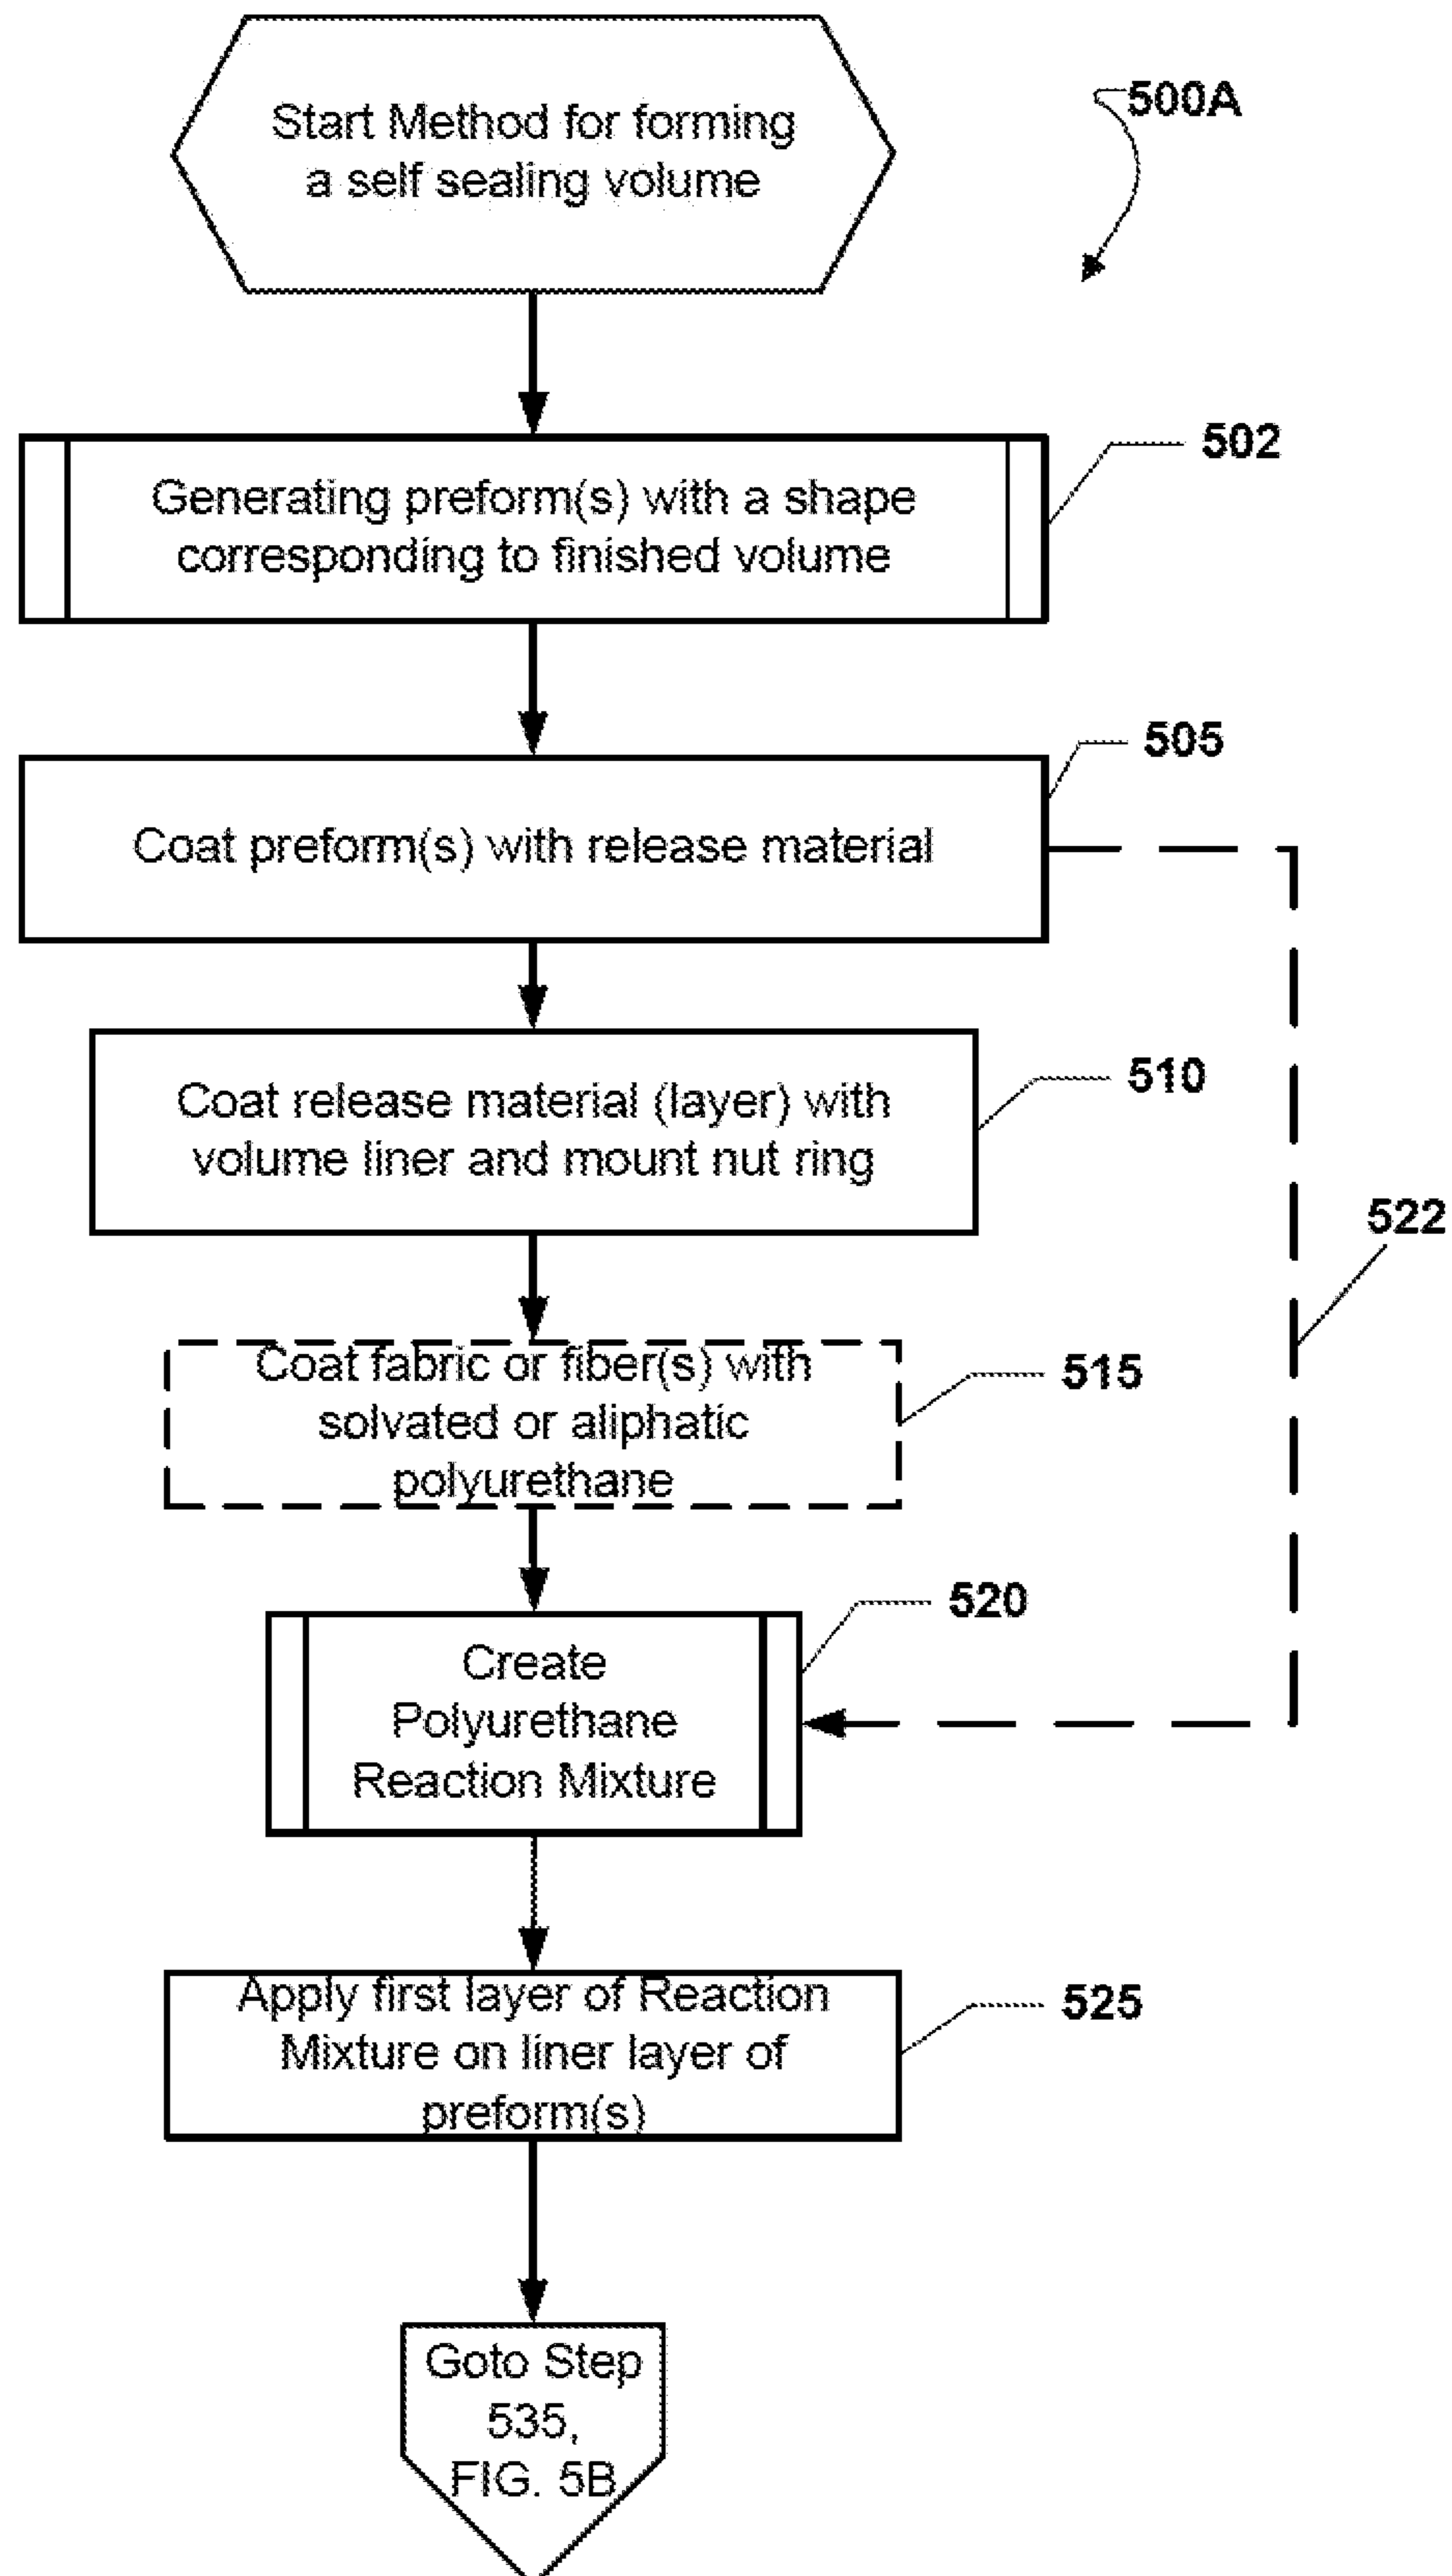 Start Method for forming
a self sealing volume
500A
Generating preform(s) with a shape
corresponding to finished volume
502
Coat preform(s) with release material
505
Coat release material (layer) with
volume liner and mount nut ring
510
522
Coat fabric or fiber(s) with
solvated or aliphatic
polyurethane
515
Create
Polyurethane
Reaction Mixture
520
Apply first layer of Reaction
Mixture on liner layer of
preform(s)
525
Goto Step
535,
FIG. 5B